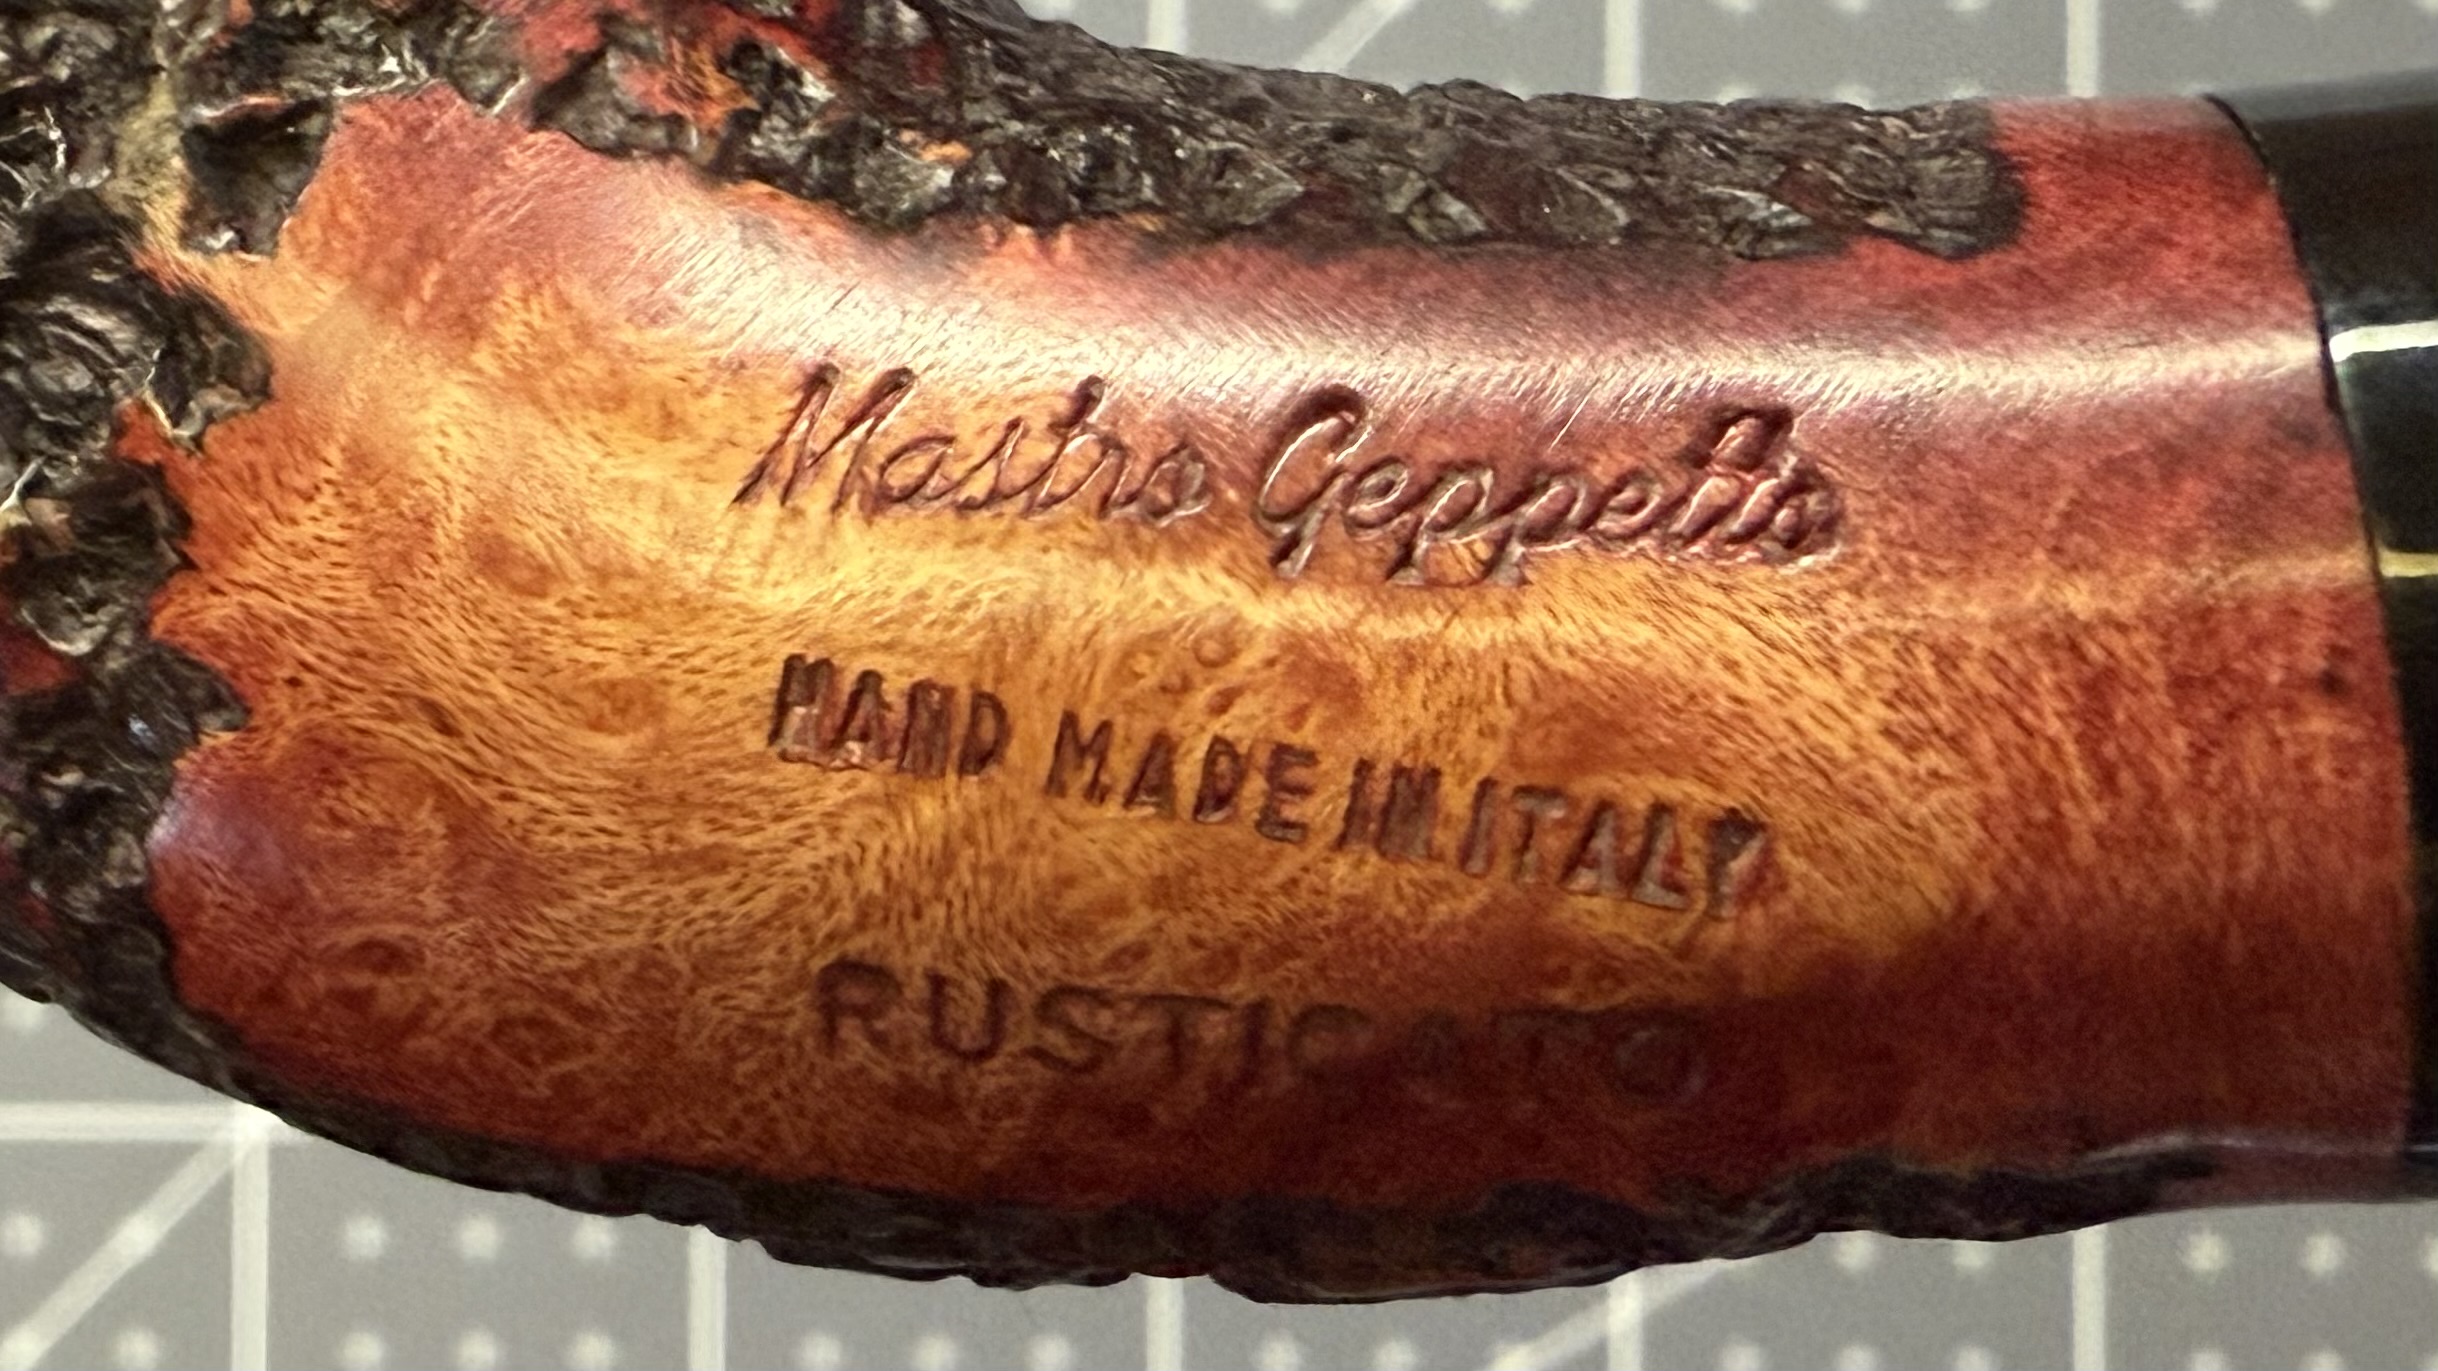 Mastro Geppetto
HAND MADE IN ITALY
RUSTICATO